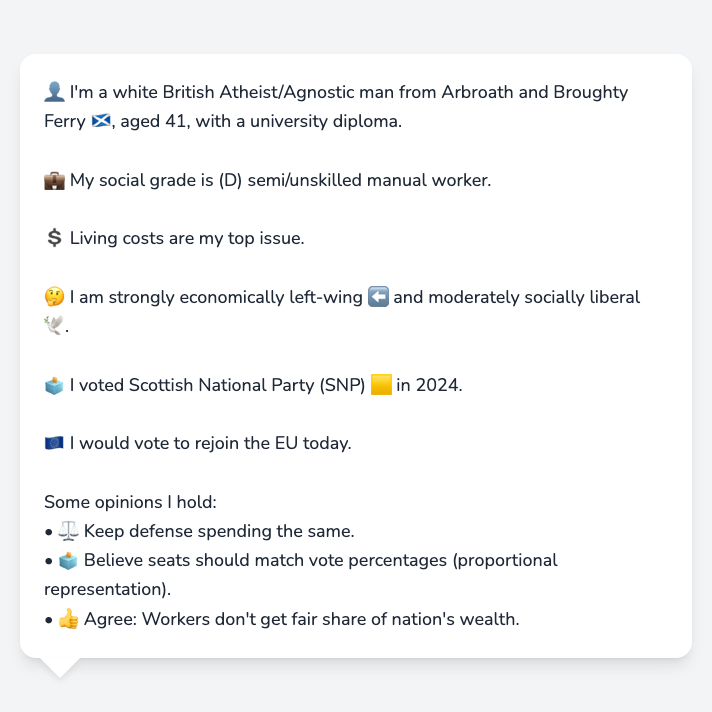 👤 I'm a white British Atheist/Agnostic man from Arbroath and Broughty
Ferry 🏴󠁧󠁢󠁳󠁣󠁴󠁿, aged 41, with a university diploma.
💼 My social grade is (D) semi/unskilled manual worker.
💲 Living costs are my top issue.
🤔 I am strongly economically left-wing ⬅️ and moderately socially liberal
🕊️.
🗳️ I voted Scottish National Party (SNP) 🟨 in 2024.
🇪🇺 I would vote to rejoin the EU today.
Some opinions I hold:
• ⚖️ Keep defense spending the same.
• 🗳️ Believe seats should match vote percentages (proportional
representation).
• 👍 Agree: Workers don't get fair share of nation's wealth.